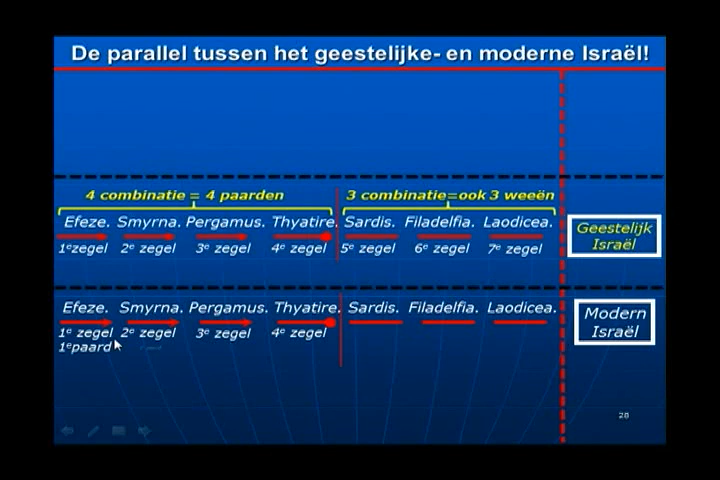 De parallel tussen het geestelijke- en moderne Israël!
4 combinatie = 4 paarden 3 combinatie=ook 3 weeën
Efeze. Smyrna. Pergamus. Thyatire. Sardis. Filadelfia. Laodicea.
1ᵉzegel 2ᵉ zegel 3ᵉ zegel 4ᵉ zegel 5ᵉ zegel 6ᵉ zegel 7ᵉ zegel
Geestelijk
Israël
Efeze. Smyrna. Pergamus. Thyatire. Sardis. Filadelfia. Laodicea.
1ᵉ zegel 2ᵉ zegel 3ᵉ zegel 4ᵉ zegel
1ᵉpaard
Modern
Israël
28